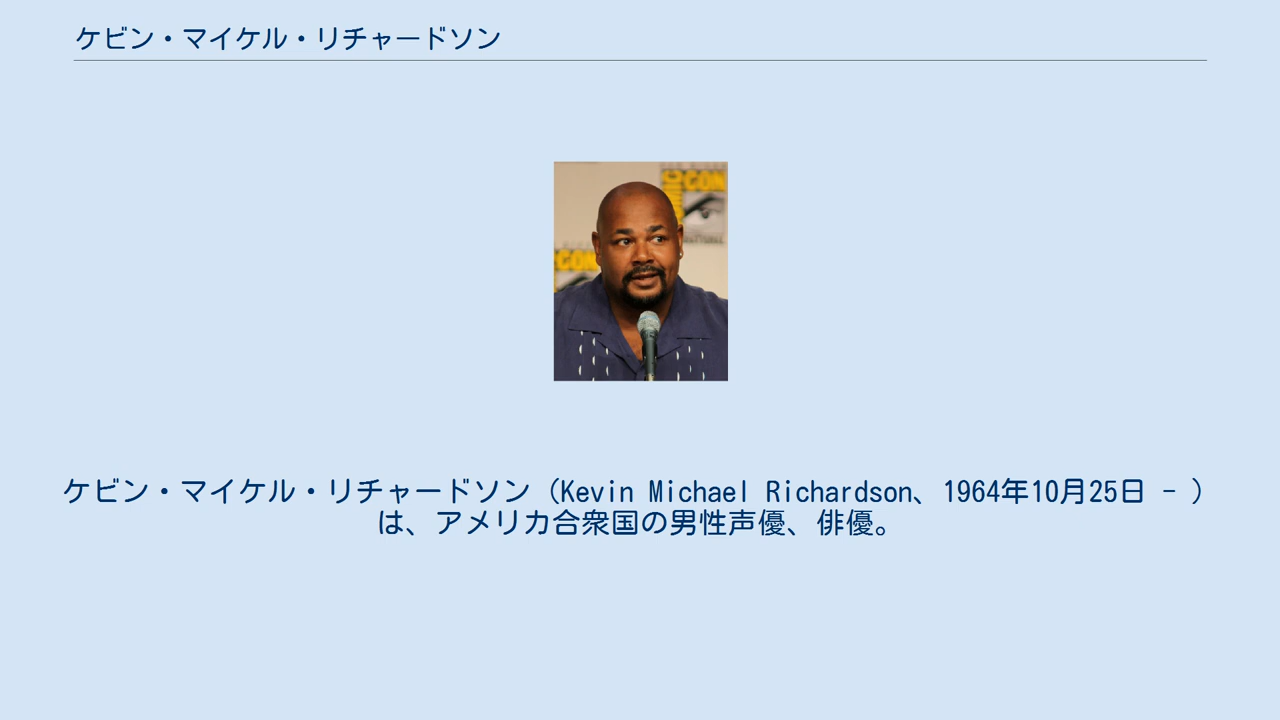 ケビン・マイケル・リチャードソン
COMIC CON
CON
ケビン・マイケル・リチャードソン（Kevin Michael Richardson、1964年10月25日 - ）
は、アメリカ合衆国の男性声優、俳優。